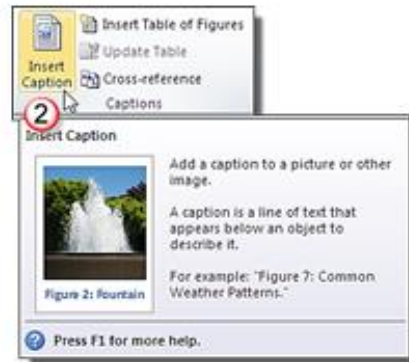 Insert Table of Figures
Update Table
Insert
Caption
Cross-reference
Captions
2
Insert Caption
Add a caption to a picture or other
image.
A caption is a line of text that
appears below an object to
describe it.
For example: "Figure 7: Common
Weather Patterns."
Figure 2: Fountain
Press F1 for more help.